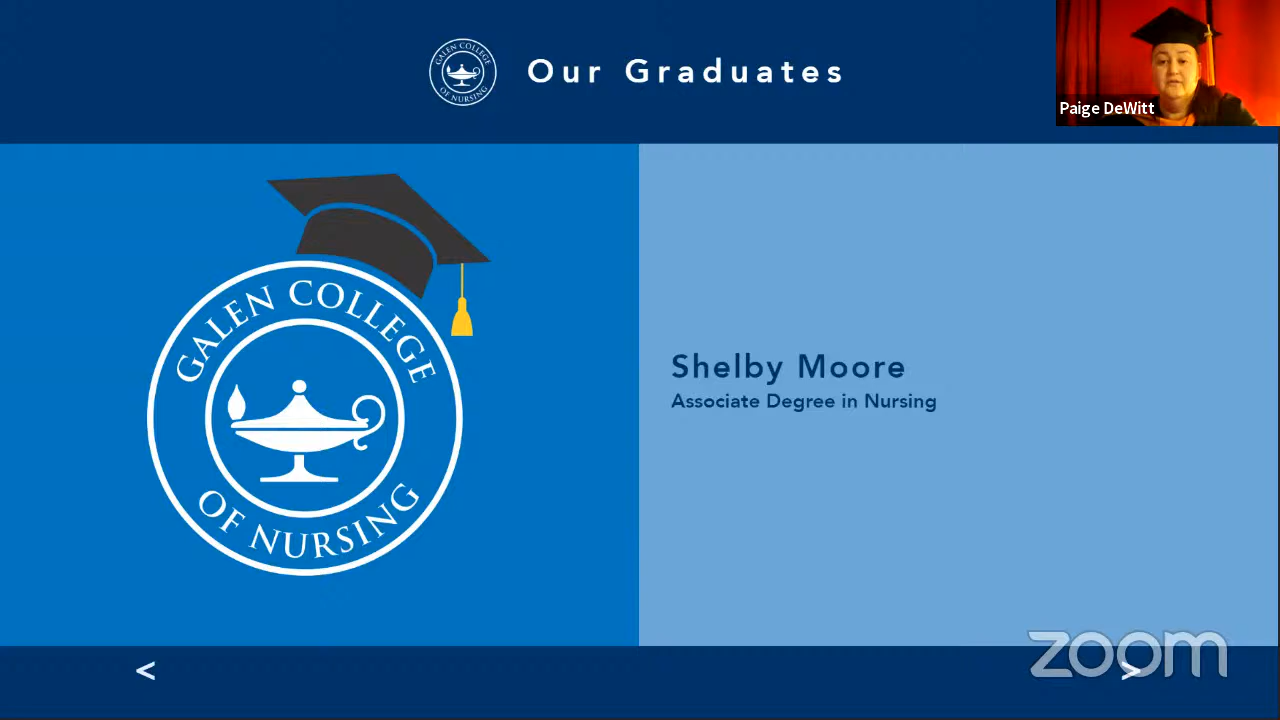 GALEN COLLEGE
OF NURSING
Our Graduates
Paige DeWitt
GALEN COLLEGE
OF NURSING
Shelby Moore
Associate Degree in Nursing
<
zoom
>